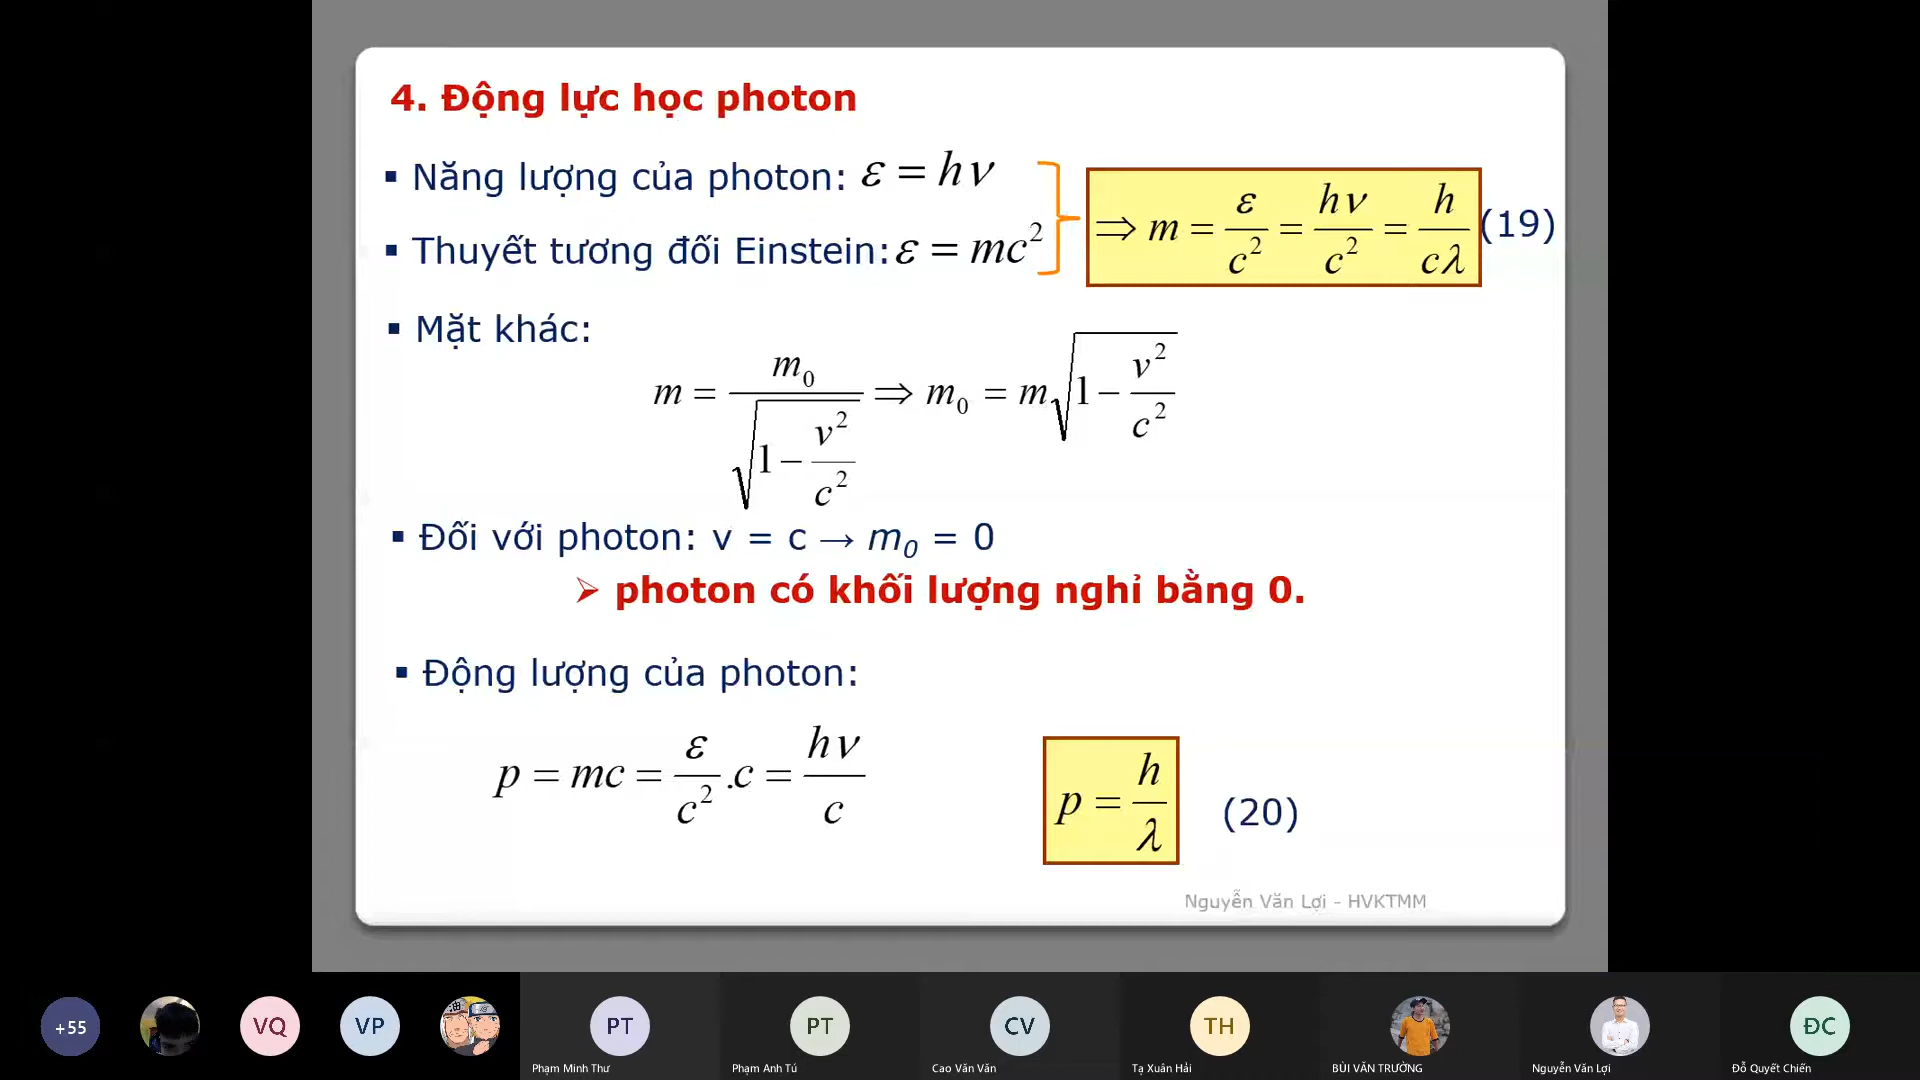 4. Động lực học photon
▪ Năng lượng của photon: ε = hν
▪ Thuyết tương đối Einstein: ε = mc²
⇒ m = ε/c² = hν/c² = h/cλ (19)
▪ Mặt khác:
m = m₀/√(1 − v²/c²) ⇒ m₀ = m√(1 − v²/c²)
▪ Đối với photon: v = c → m₀ = 0
➢ photon có khối lượng nghỉ bằng 0.
▪ Động lượng của photon:
p = mc = ε/c² .c = hν/c
p = h/λ (20)
Nguyễn Văn Lợi - HVKTMM
+55
VQ
VP
油
PT
PT
CV
TH
ĐC
Phạm Minh Thư
Phạm Anh Tú
Cao Văn Văn
Tạ Xuân Hải
BÙI VĂN TRƯỜNG
Nguyễn Văn Lợi
Đỗ Quyết Chiến